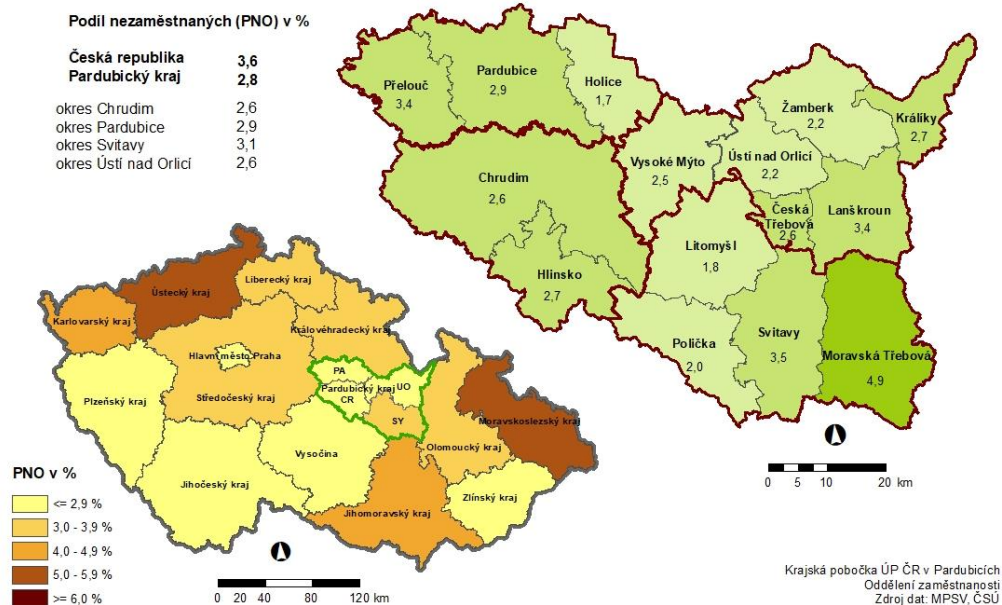 Podíl nezaměstnaných (PNO) v %
Česká republika 3,6
Pardubický kraj 2,8
okres Chrudim 2,6
okres Pardubice 2,9
okres Svitavy 3,1
okres Ústí nad Orlicí 2,6
Přelouč
3,4
Pardubice
2,9
Holice
1,7
Žamberk
2,2
Králíky
2,7
Vysoké Mýto
2,5
Ústí nad Orlicí
2,2
Chrudim
2,6
Česká
Třebová
2,6
Lanškroun
3,4
Litomyšl
1,8
Hlinsko
2,7
Polička
2,0
Svitavy
3,5
Moravská Třebová
4,9
0 5 10 20 km
Ústecký kraj
Liberecký kraj
Karlovarský kraj
Královéhradecký kraj
Hlavní město Praha
Středočeský kraj
Plzeňský kraj
PA
Pardubický kraj
UO
CR
SY
Moravskoslezský kraj
Olomoucký kraj
Vysočina
Jihočeský kraj
Zlínský kraj
Jihomoravský kraj
PNO v %
<= 2,9 %
3,0 - 3,9 %
4,0 - 4,9 %
5,0 - 5,9 %
>= 6,0 %
0 20 40 80 120 km
Krajská pobočka ÚP ČR v Pardubicích
Oddělení zaměstnanosti
Zdroj dat: MPSV, ČSÚ